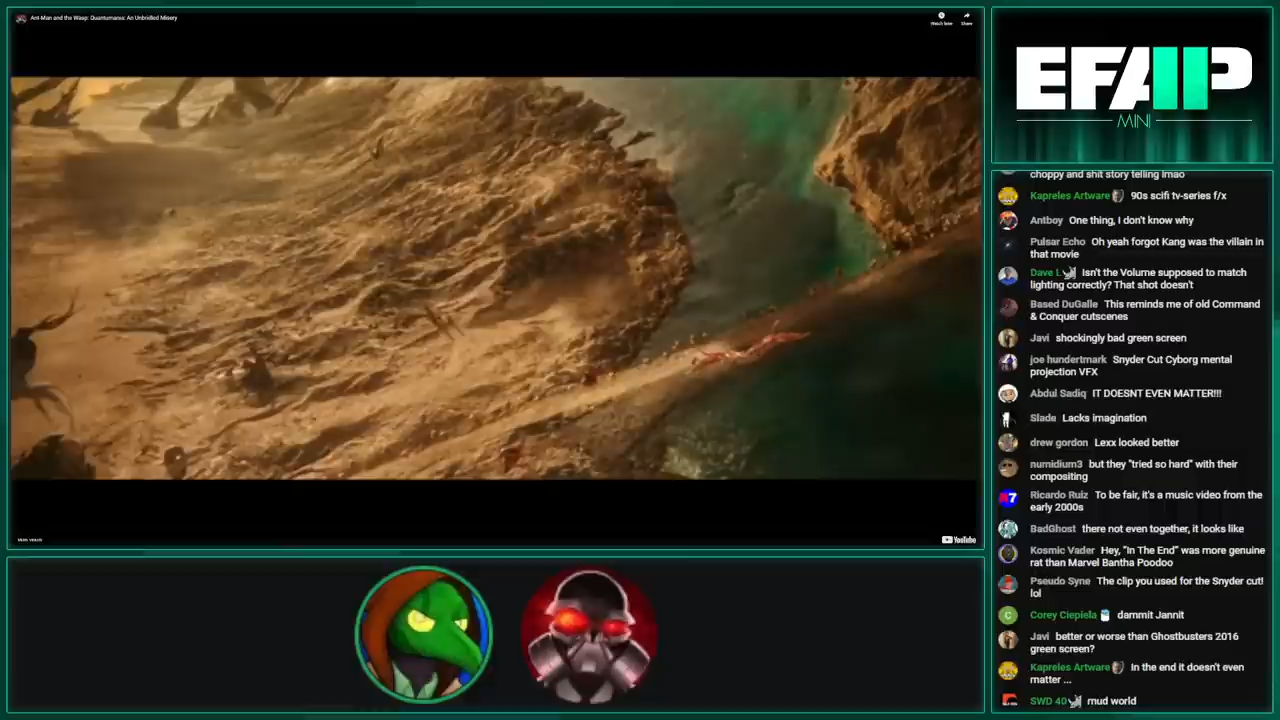 Ant-Man and the Wasp: Quantumania: An Unbridled Misery
Watch later
Share
EFAP
MINI
choppy and shit story telling lmao
Kapreles Artware 90s scifi tv-series f/x
Antboy One thing, I don't know why
Pulsar Echo Oh yeah forgot Kang was the villain in
that movie
Dave L Isn't the Volume supposed to match
lighting correctly? That shot doesn't
Based DuGalle This reminds me of old Command
& Conquer cutscenes
Javi shockingly bad green screen
joe hundertmark Snyder Cut Cyborg mental
projection VFX
Abdul Sadiq IT DOESNT EVEN MATTER!!!
Slade Lacks imagination
drew gordon Lexx looked better
numidium3 but they "tried so hard" with their
compositing
Ricardo Ruiz To be fair, it's a music video from the
early 2000s
BadGhost there not even together, it looks like
Kosmic Vader Hey, "In The End" was more genuine
rat than Marvel Bantha Poodoo
Pseudo Syne The clip you used for the Snyder cut!
lol
C Corey Ciepiela dammit Jannit
Javi better or worse than Ghostbusters 2016
green screen?
Kapreles Artware In the end it doesn't even
matter ...
SWD 40 mud world
MORE VIDEOS
YouTube